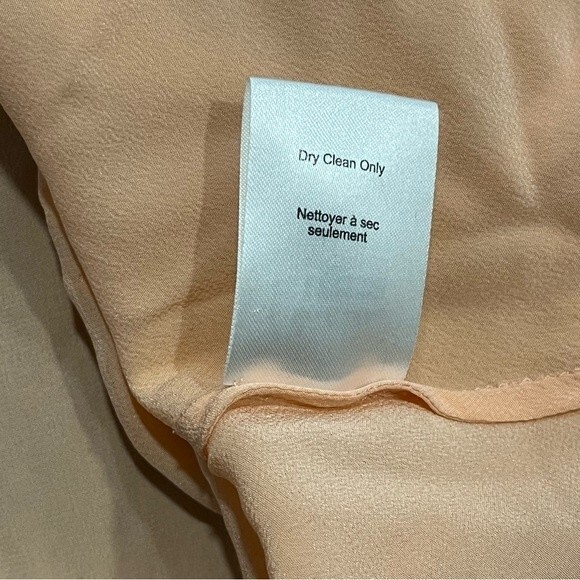 Dry Clean Only
Nettoyer à sec
seulement